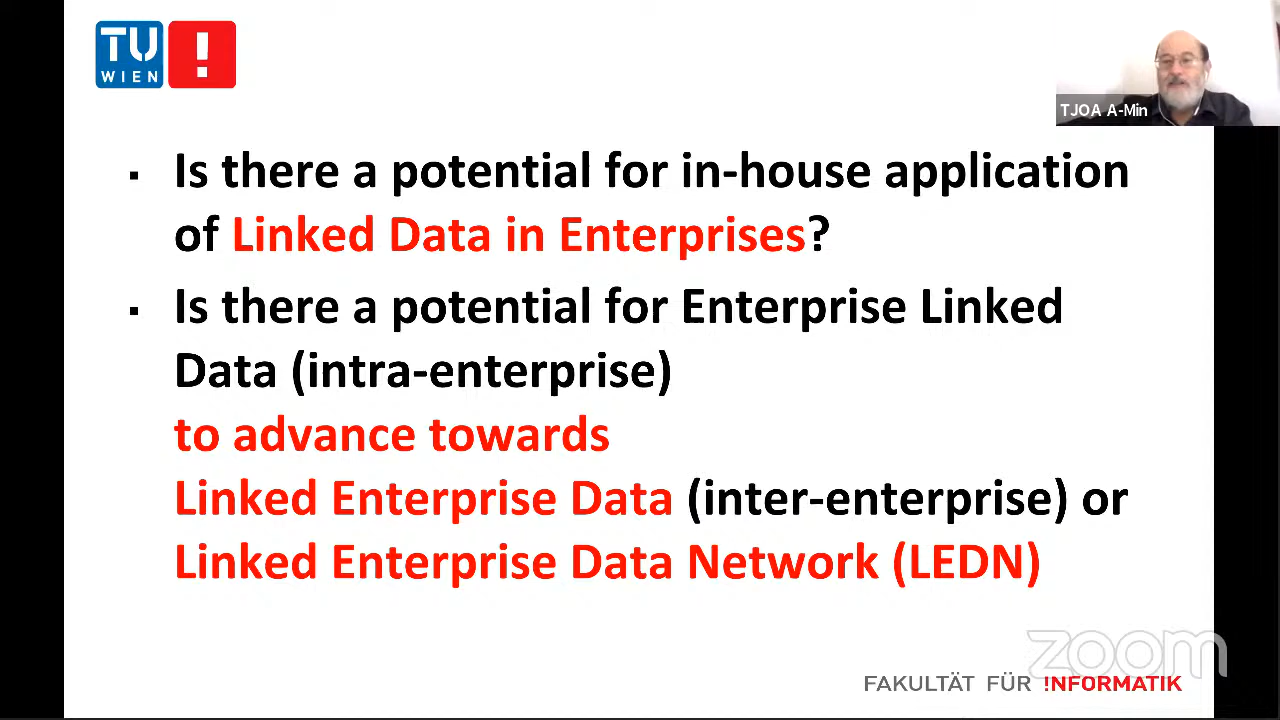 TU
WIEN
!
TJOA A-Min
▪ Is there a potential for in-house application
of Linked Data in Enterprises?
▪ Is there a potential for Enterprise Linked
Data (intra-enterprise)
to advance towards
Linked Enterprise Data (inter-enterprise) or
Linked Enterprise Data Network (LEDN)
zoom
FAKULTÄT FÜR !NFORMATIK